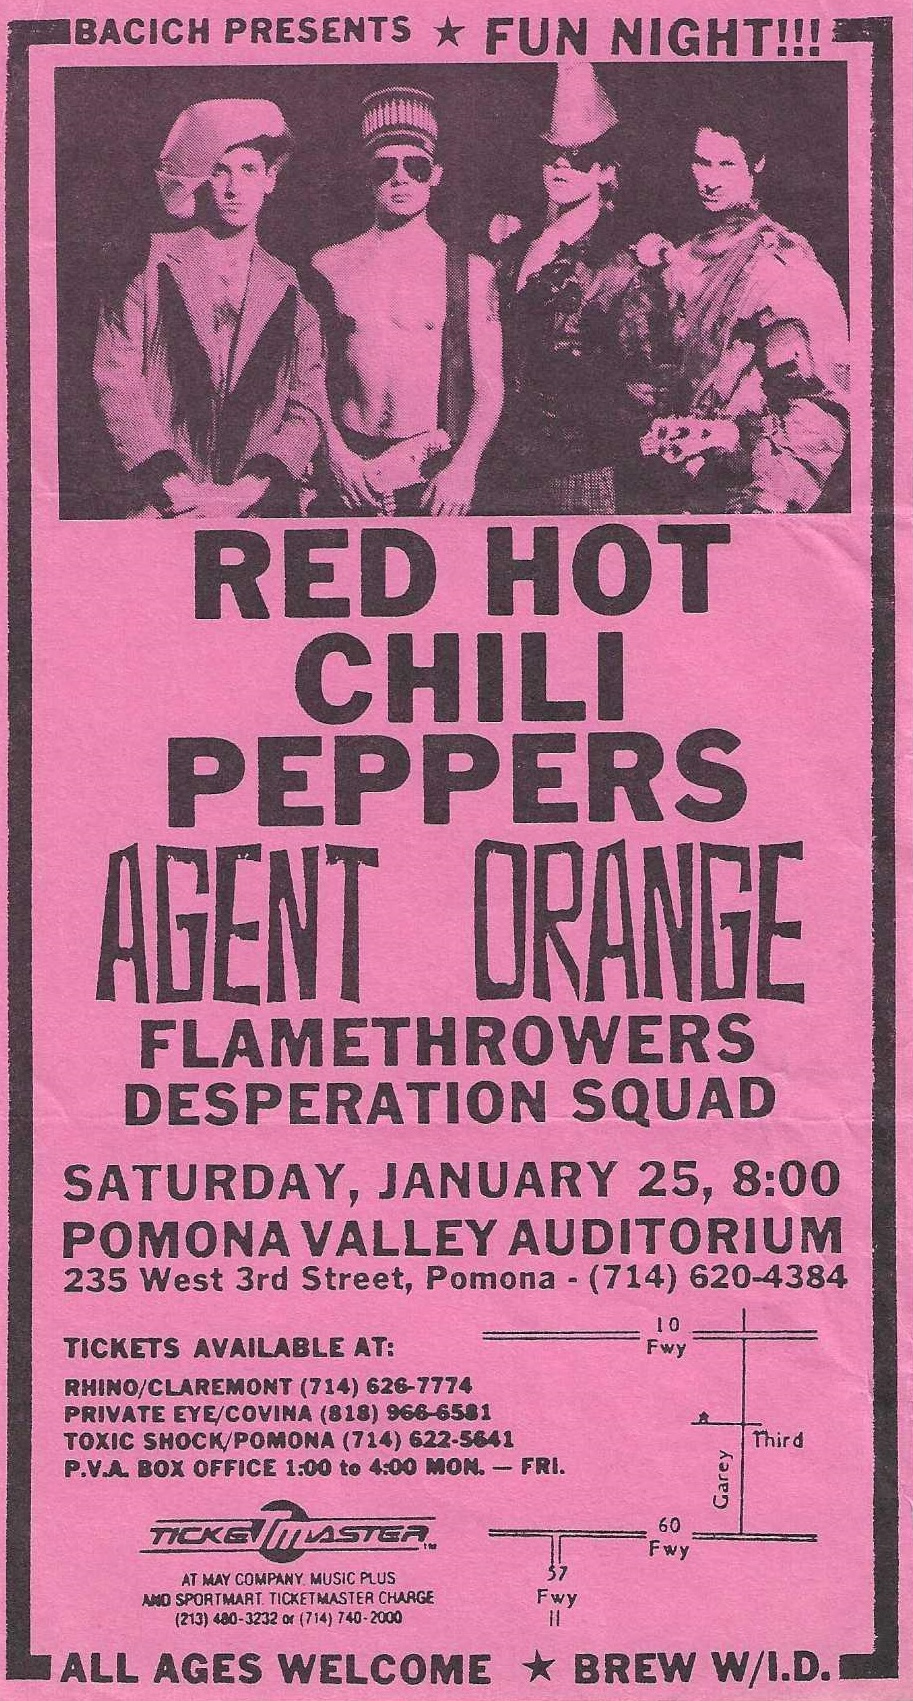 BACICH PRESENTS ★ FUN NIGHT!!!
RED HOT
CHILI
PEPPERS
AGENT ORANGE
FLAMETHROWERS
DESPERATION SQUAD
SATURDAY, JANUARY 25, 8:00
POMONA VALLEY AUDITORIUM
235 West 3rd Street, Pomona - (714) 620-4384
TICKETS AVAILABLE AT:
RHINO/CLAREMONT (714) 626-7774
PRIVATE EYE/COVINA (818) 966-6581
TOXIC SHOCK/POMONA (714) 622-5641
P.V.A. BOX OFFICE 1:00 to 4:00 MON. — FRI.
10
Fwy
Third
Garey
60
Fwy
57
Fwy
TICKETMASTER™
AT MAY COMPANY, MUSIC PLUS
AND SPORTMART. TICKETMASTER CHARGE
(213) 480-3232 or (714) 740-2000
ALL AGES WELCOME ★ BREW W/I.D.